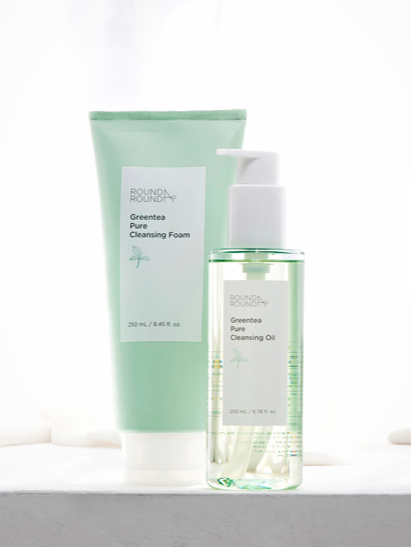 ROUND A
ROUND
Greentea
Pure
Cleansing Foam
250 mL / 8.45 fl. oz
ROUND A
ROUND
Greentea
Pure
Cleansing Oil
200 mL / 6.76 fl. oz